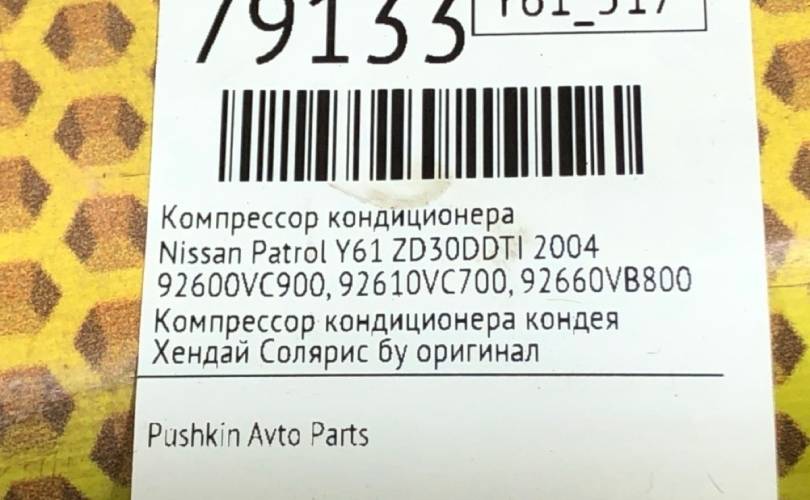 79133
Y61_517
Компрессор кондиционера
Nissan Patrol Y61 ZD30DDTI 2004
92600VC900, 92610VC700, 92660VB800
Компрессор кондиционера кондея
Хендай Солярис бу оригинал
Pushkin Avto Parts